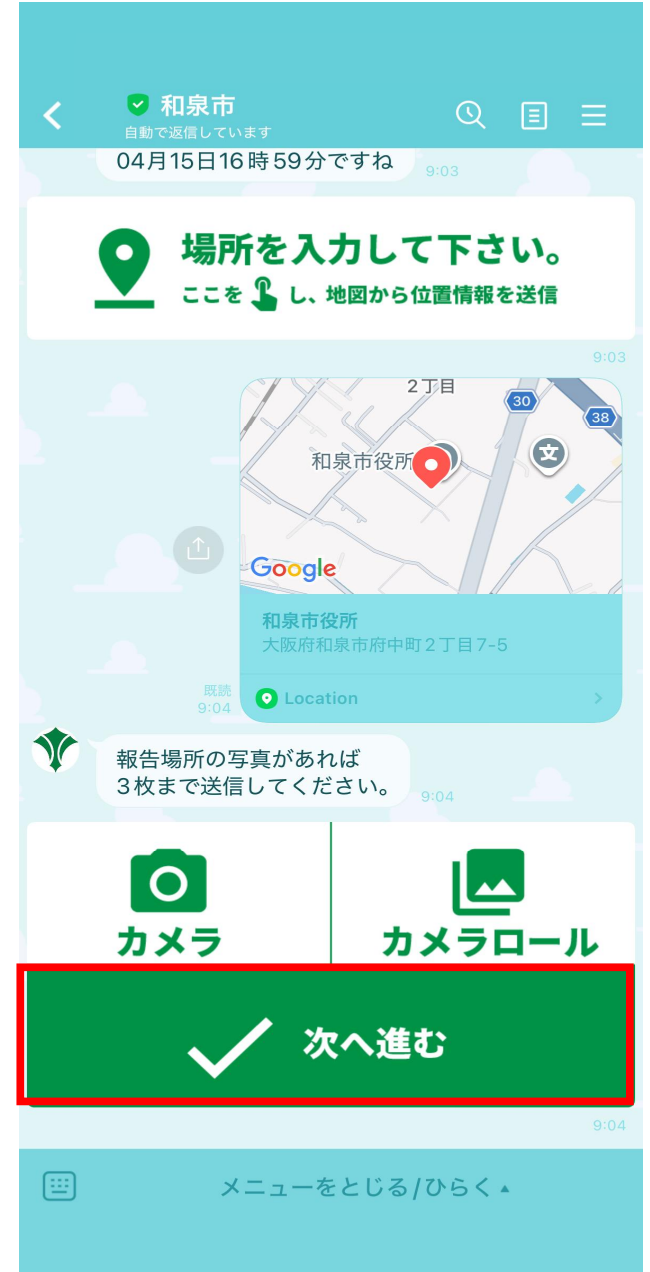 和泉市
自動で返信しています
04月15日16時59分ですね
9:03
場所を入力して下さい。
ここを し、地図から位置情報を送信
9:03
2丁目
30
38
和泉市役所
文
Google
和泉市役所
大阪府和泉市府中町2丁目7-5
既読
9:04
Location
報告場所の写真があれば
3枚まで送信してください。
9:04
カメラ
カメラロール
次へ進む
9:04
メニューをとじる/ひらく▲